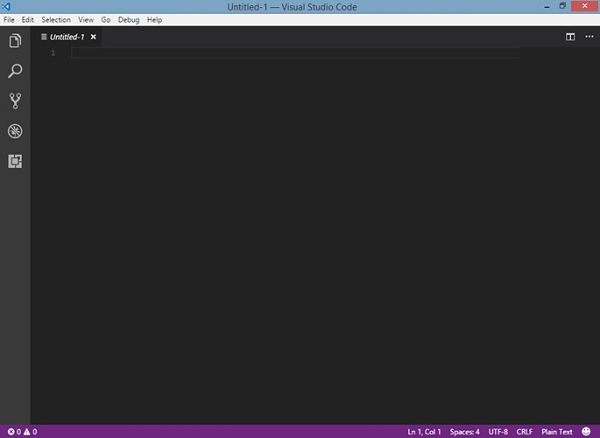 Untitled-1 — Visual Studio Code
File Edit Selection View Go Debug Help
Untitled-1
1
0 0 Ln 1, Col 1 Spaces: 4 UTF-8 CRLF Plain Text